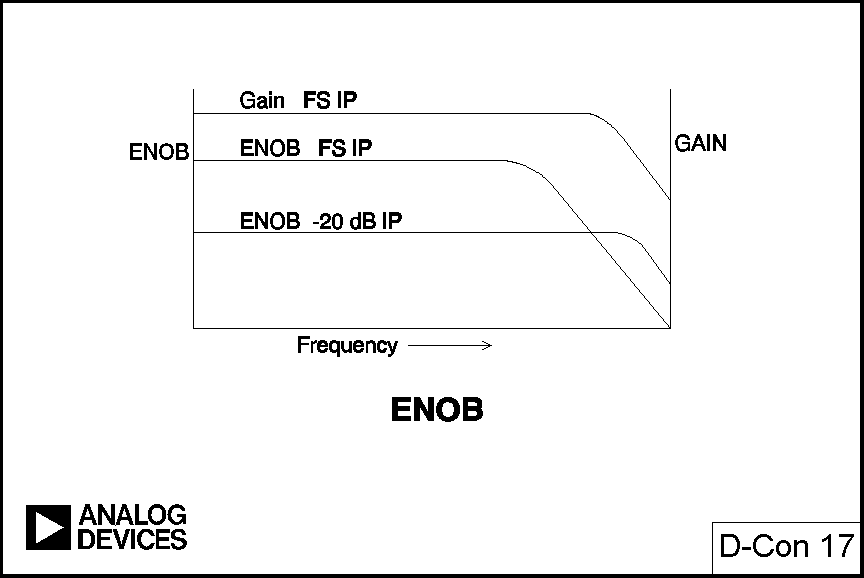 Gain FS IP
ENOB
ENOB FS IP
GAIN
ENOB -20 dB IP
Frequency
ENOB
ANALOG
DEVICES
D-Con 17